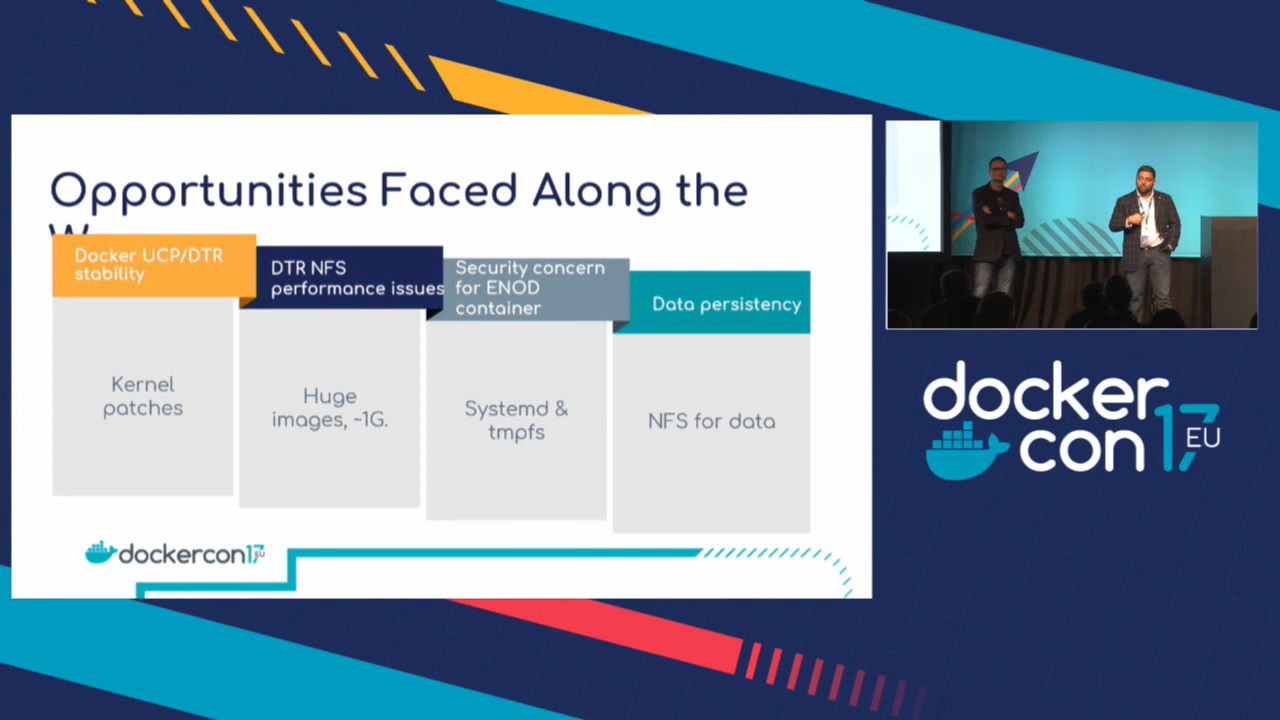 Opportunities Faced Along the
Docker UCP/DTR
stability
Kernel
patches
DTR NFS
performance issues
Huge
images, ~1G.
Security concern
for ENOD
container
Systemd &
tmpfs
Data persistency
NFS for data
dockercon17
EU
docker
con 17
EU